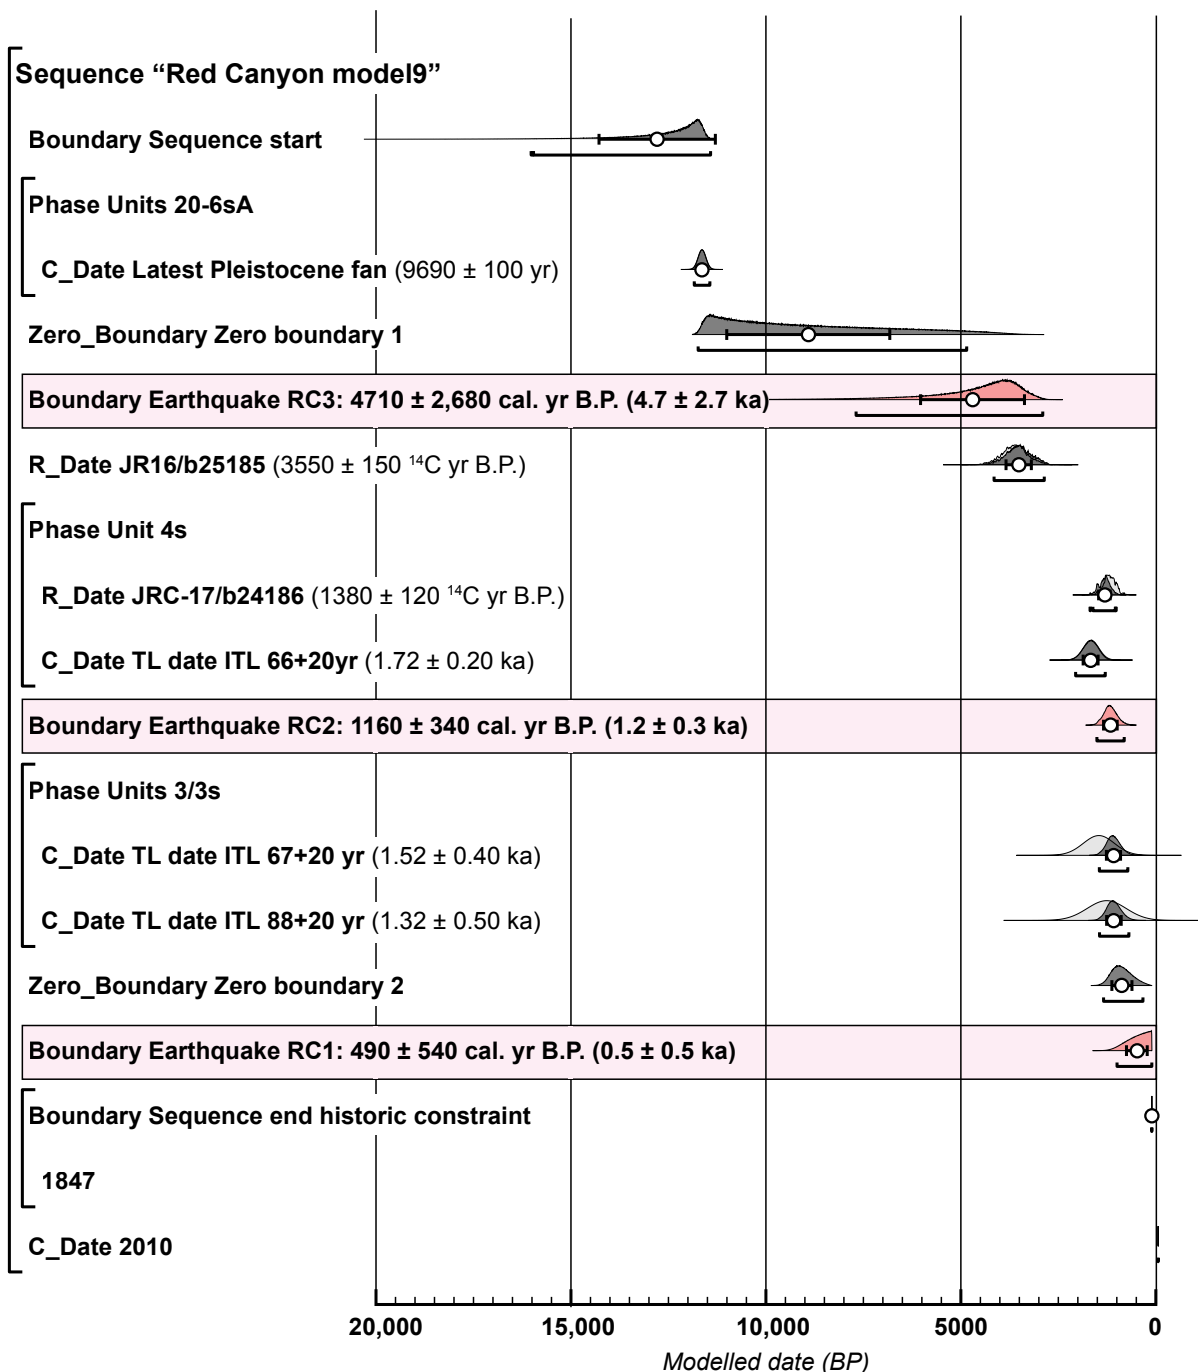 Sequence “Red Canyon model9”
Boundary Sequence start
Phase Units 20-6sA
C_Date Latest Pleistocene fan (9690 ± 100 yr)
Zero_Boundary Zero boundary 1
Boundary Earthquake RC3: 4710 ± 2,680 cal. yr B.P. (4.7 ± 2.7 ka)
R_Date JR16/b25185 (3550 ± 150 ¹⁴C yr B.P.)
Phase Unit 4s
R_Date JRC-17/b24186 (1380 ± 120 ¹⁴C yr B.P.)
C_Date TL date ITL 66+20yr (1.72 ± 0.20 ka)
Boundary Earthquake RC2: 1160 ± 340 cal. yr B.P. (1.2 ± 0.3 ka)
Phase Units 3/3s
C_Date TL date ITL 67+20 yr (1.52 ± 0.40 ka)
C_Date TL date ITL 88+20 yr (1.32 ± 0.50 ka)
Zero_Boundary Zero boundary 2
Boundary Earthquake RC1: 490 ± 540 cal. yr B.P. (0.5 ± 0.5 ka)
Boundary Sequence end historic constraint
1847
C_Date 2010
20,000 15,000 10,000 5000 0
Modelled date (BP)